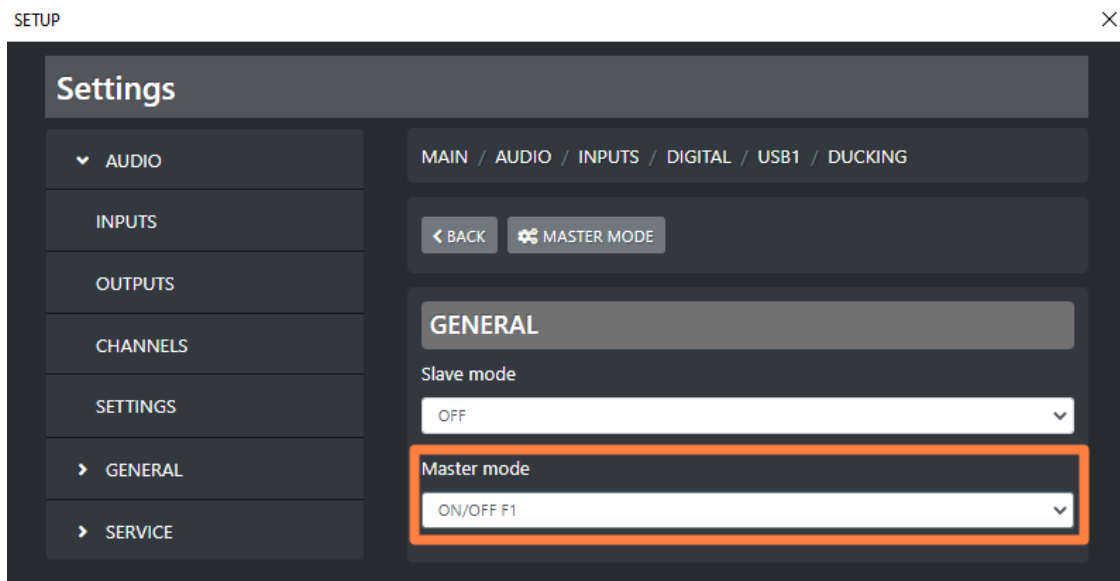 SETUP
Settings
AUDIO
INPUTS
OUTPUTS
CHANNELS
SETTINGS
GENERAL
SERVICE
MAIN / AUDIO / INPUTS / DIGITAL / USB1 / DUCKING
BACK
MASTER MODE
GENERAL
Slave mode
OFF
Master mode
ON/OFF F1